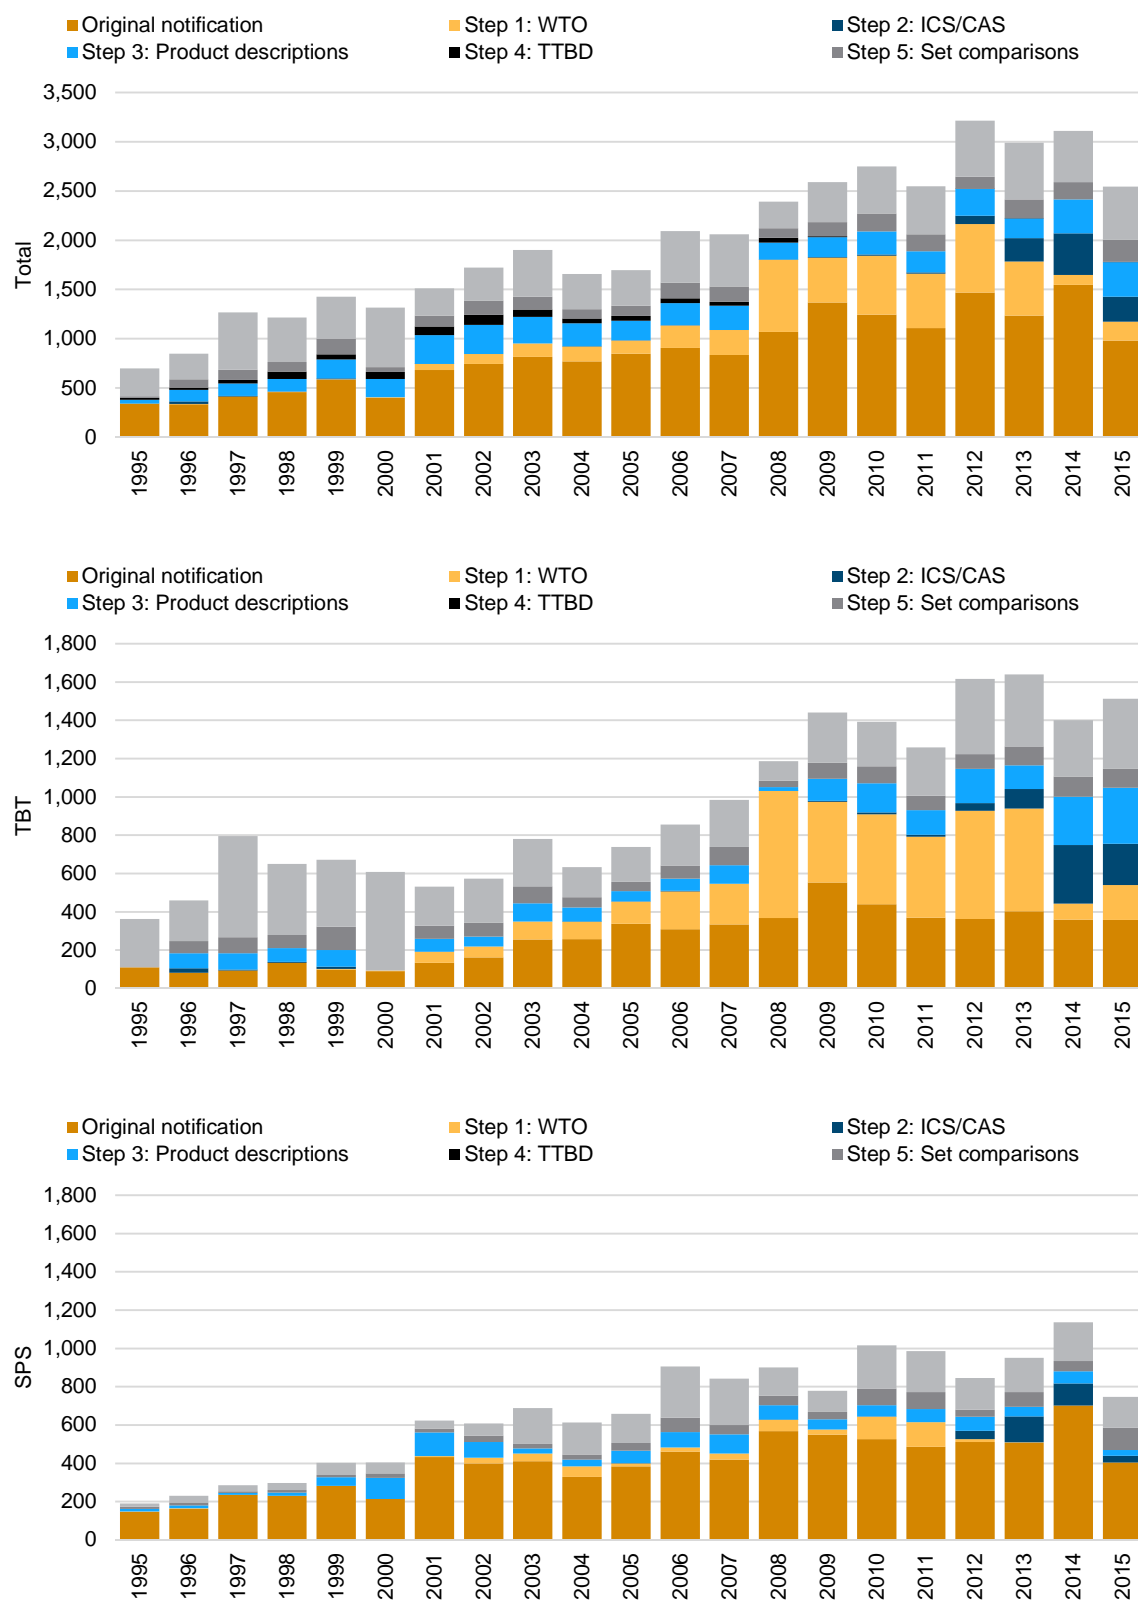 Original notification Step 1: WTO Step 2: ICS/CAS
Step 3: Product descriptions Step 4: TTBD Step 5: Set comparisons
3,500
3,000
2,500
2,000
1,500
1,000
500
0
Total
1995 1996 1997 1998 1999 2000 2001 2002 2003 2004 2005 2006 2007 2008 2009 2010 2011 2012 2013 2014 2015
Original notification Step 1: WTO Step 2: ICS/CAS
Step 3: Product descriptions Step 4: TTBD Step 5: Set comparisons
1,800
1,600
1,400
1,200
1,000
800
600
400
200
0
TBT
1995 1996 1997 1998 1999 2000 2001 2002 2003 2004 2005 2006 2007 2008 2009 2010 2011 2012 2013 2014 2015
Original notification Step 1: WTO Step 2: ICS/CAS
Step 3: Product descriptions Step 4: TTBD Step 5: Set comparisons
1,800
1,600
1,400
1,200
1,000
800
600
400
200
0
SPS
1995 1996 1997 1998 1999 2000 2001 2002 2003 2004 2005 2006 2007 2008 2009 2010 2011 2012 2013 2014 2015